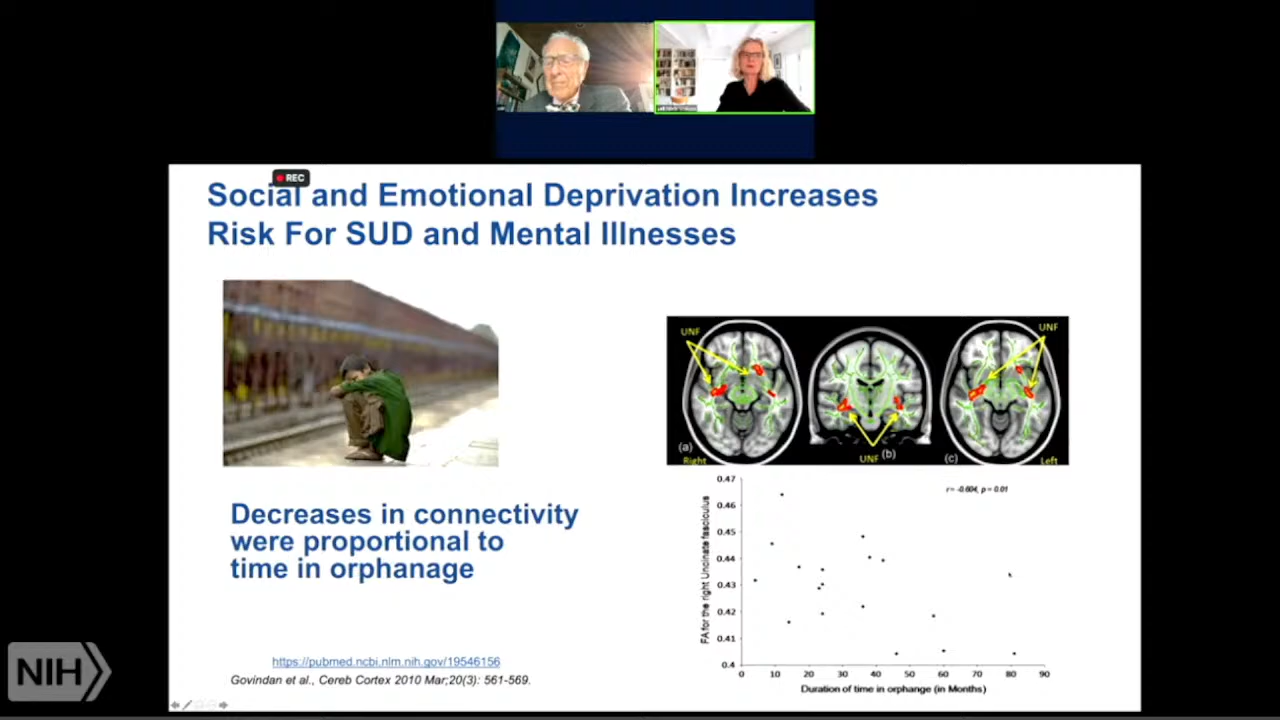 REC
Social and Emotional Deprivation Increases
Risk For SUD and Mental Illnesses
UNF
UNF
(a)
Right
UNF
(b)
(c)
Left
Decreases in connectivity
were proportional to
time in orphanage
0.47
0.46
0.45
0.44
0.43
0.42
0.41
0.4
FA for the right Uncinate fasciculus
r= -0.604, p = 0.01
0 10 20 30 40 50 60 70 80 90
Duration of time in orphange (in Months)
https://pubmed.ncbi.nlm.nih.gov/19546156
Govindan et al., Cereb Cortex 2010 Mar;20(3): 561-569.
NIH